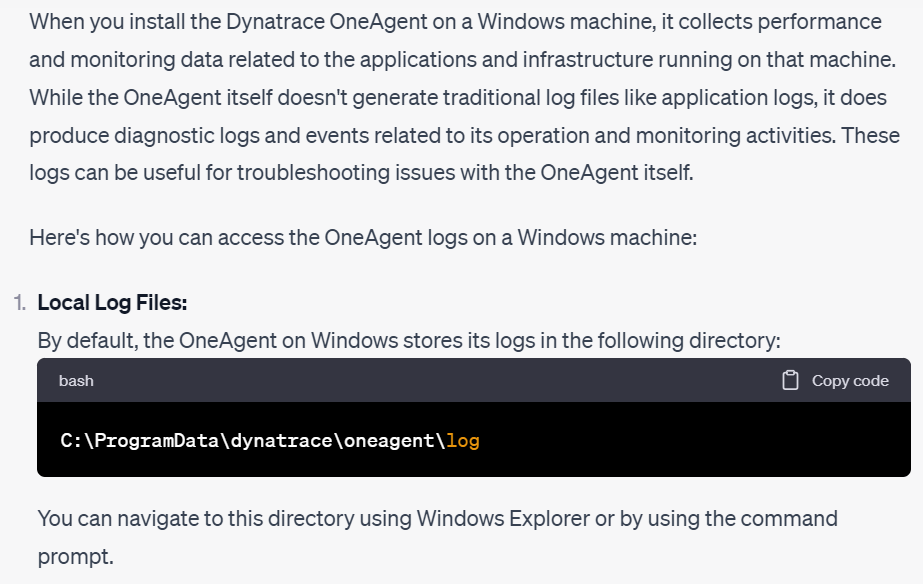 When you install the Dynatrace OneAgent on a Windows machine, it collects performance
and monitoring data related to the applications and infrastructure running on that machine.
While the OneAgent itself doesn't generate traditional log files like application logs, it does
produce diagnostic logs and events related to its operation and monitoring activities. These
logs can be useful for troubleshooting issues with the OneAgent itself.
Here's how you can access the OneAgent logs on a Windows machine:
1. Local Log Files:
By default, the OneAgent on Windows stores its logs in the following directory:
bash Copy code
C:\ProgramData\dynatrace\oneagent\log
You can navigate to this directory using Windows Explorer or by using the command
prompt.